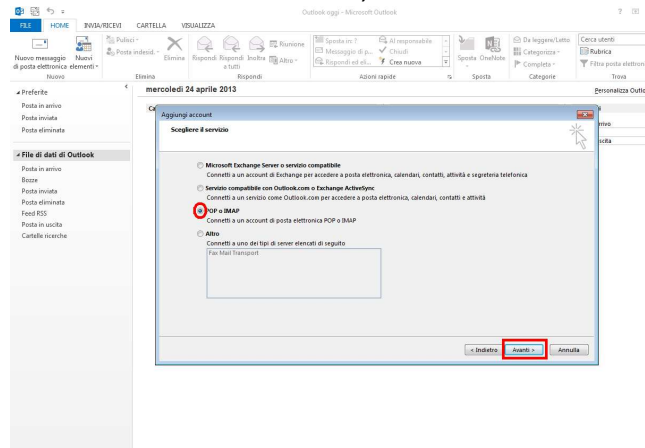 Outlook oggi - Microsoft Outlook
FILE HOME INVIA/RICEVI CARTELLA VISUALIZZA
Nuovo messaggio di posta elettronica
Nuovi elementi
Pulisci
Posta indesid.
Elimina
Rispondi
Rispondi a tutti
Inoltra
Riunione
Altro
Sposta in: ?
Messaggio di p...
Rispondi ed eli...
Al responsabile
Chiudi
Crea nuova
Sposta
OneNote
Da leggere/Letto
Categorizza
Completa
Cerca utenti
Rubrica
Filtra posta elettron
Nuovo Elimina Rispondi Azioni rapide Sposta Categorie Trova
Preferite
Posta in arrivo
Posta inviata
Posta eliminata
File di dati di Outlook
Posta in arrivo
Bozze
Posta inviata
Posta eliminata
Feed RSS
Posta in uscita
Cartelle ricerche
mercoledì 24 aprile 2013
Personalizza Outlo
Ca
rrivo
scita
Aggiungi account
Scegliere il servizio
Microsoft Exchange Server o servizio compatibile
Connetti a un account di Exchange per accedere a posta elettronica, calendari, contatti, attività e segreteria telefonica
Servizio compatibile con Outlook.com o Exchange ActiveSync
Connetti a un servizio come Outlook.com per accedere a posta elettronica, calendari, contatti e attività
POP o IMAP
Connetti a un account di posta elettronica POP o IMAP
Altro
Connetti a uno dei tipi di server elencati di seguito
Fax Mail Transport
< Indietro
Avanti >
Annulla